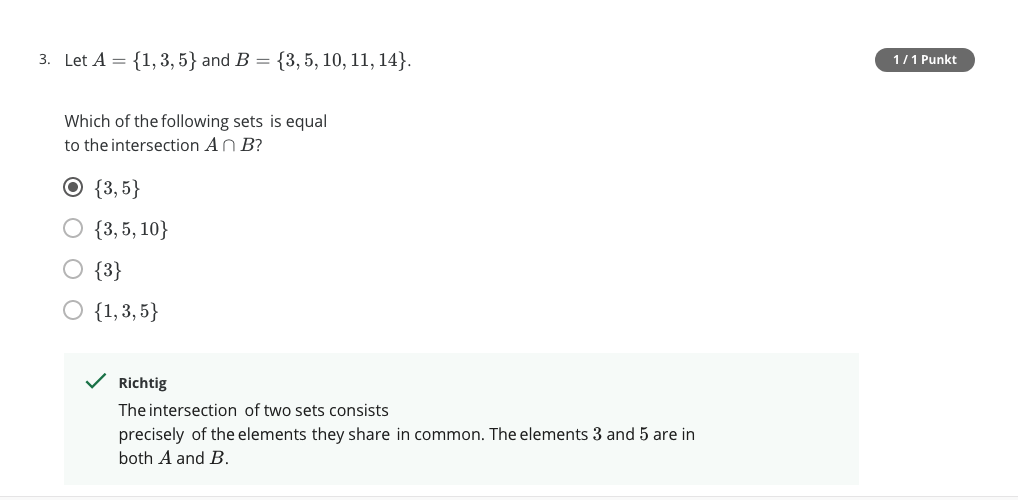 3. Let A = {1, 3, 5} and B = {3, 5, 10, 11, 14}.
1 / 1 Punkt
Which of the following sets is equal
to the intersection A ∩ B?
{3, 5}
{3, 5, 10}
{3}
{1, 3, 5}
Richtig
The intersection of two sets consists
precisely of the elements they share in common. The elements 3 and 5 are in
both A and B.